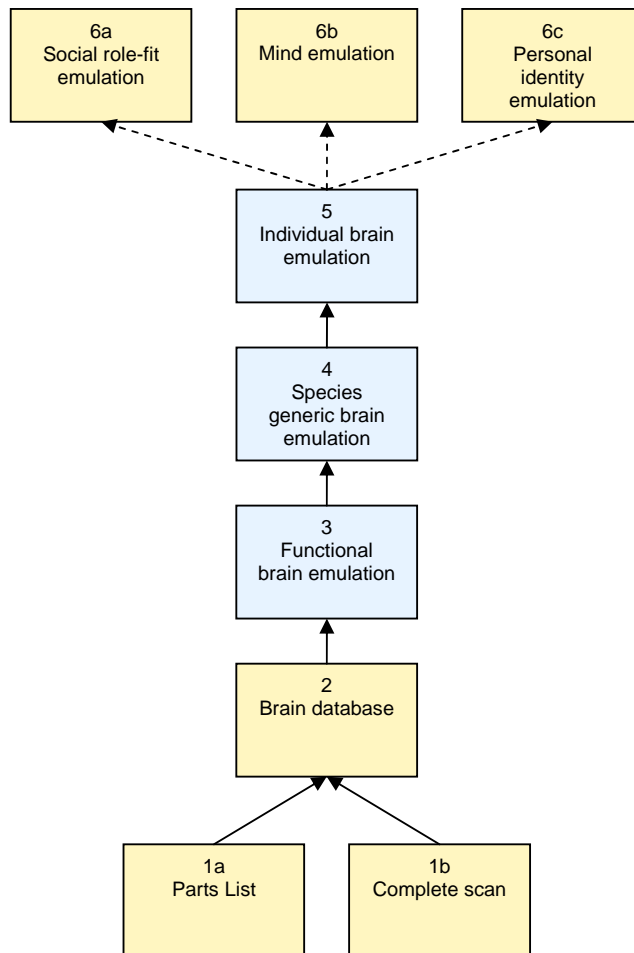 6a
Social role-fit
emulation
6b
Mind emulation
6c
Personal
identity
emulation
5
Individual brain
emulation
4
Species
generic brain
emulation
3
Functional
brain emulation
2
Brain database
1a
Parts List
1b
Complete scan